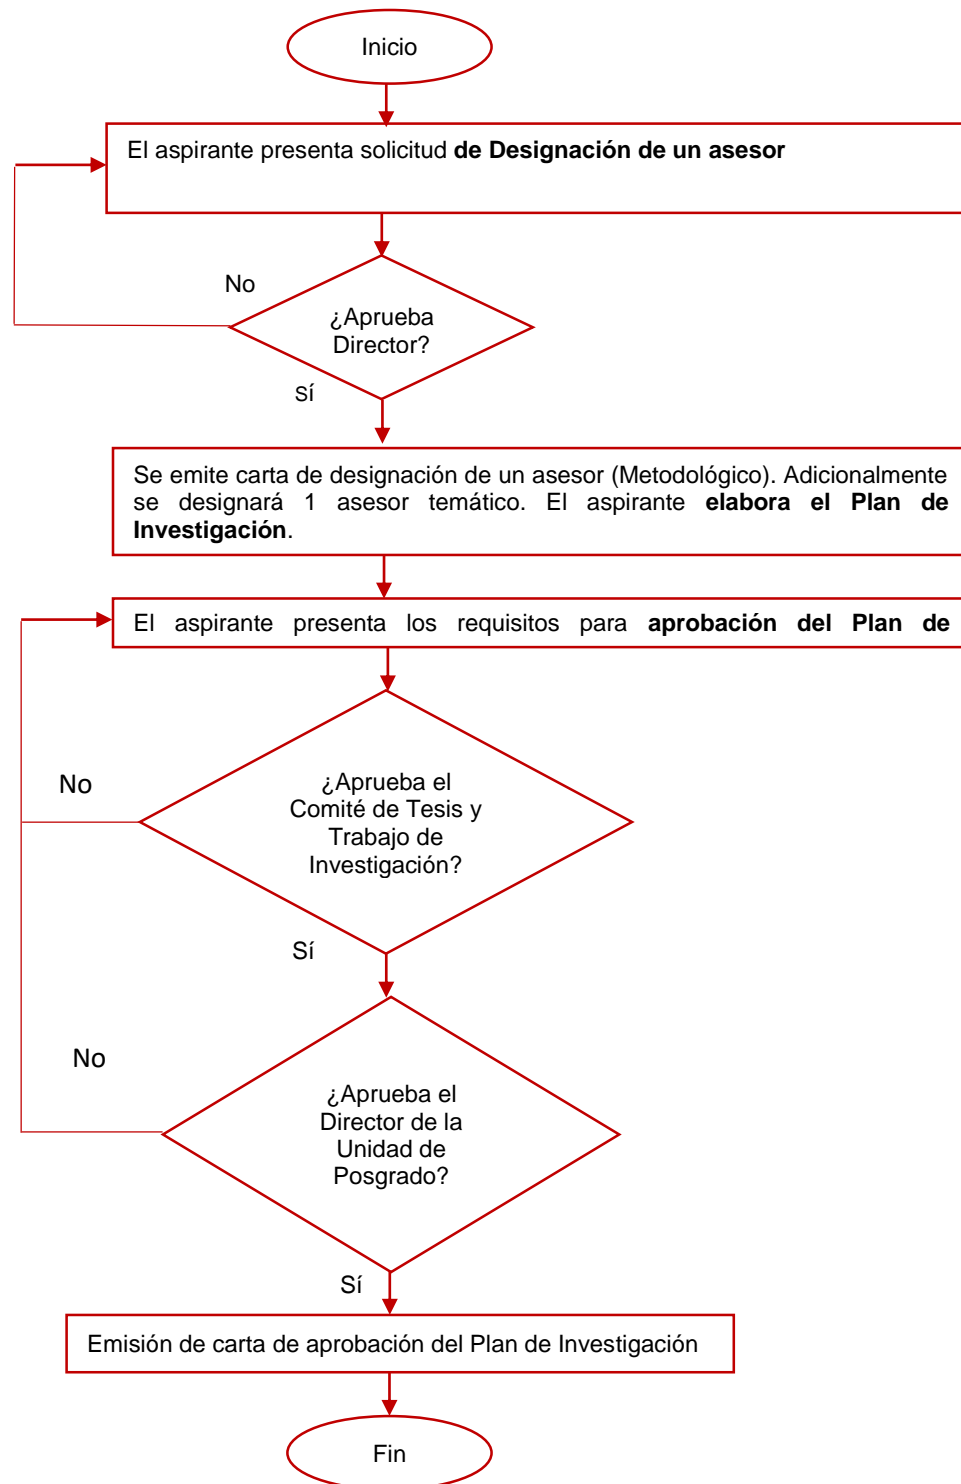 Inicio
El aspirante presenta solicitud de Designación de un asesor
No
¿Aprueba
Director?
Sí
Se emite carta de designación de un asesor (Metodológico). Adicionalmente
se designará 1 asesor temático. El aspirante elabora el Plan de
Investigación.
El aspirante presenta los requisitos para aprobación del Plan de
No
¿Aprueba el
Comité de Tesis y
Trabajo de
Investigación?
Sí
No
¿Aprueba el
Director de la
Unidad de
Posgrado?
Sí
Emisión de carta de aprobación del Plan de Investigación
Fin